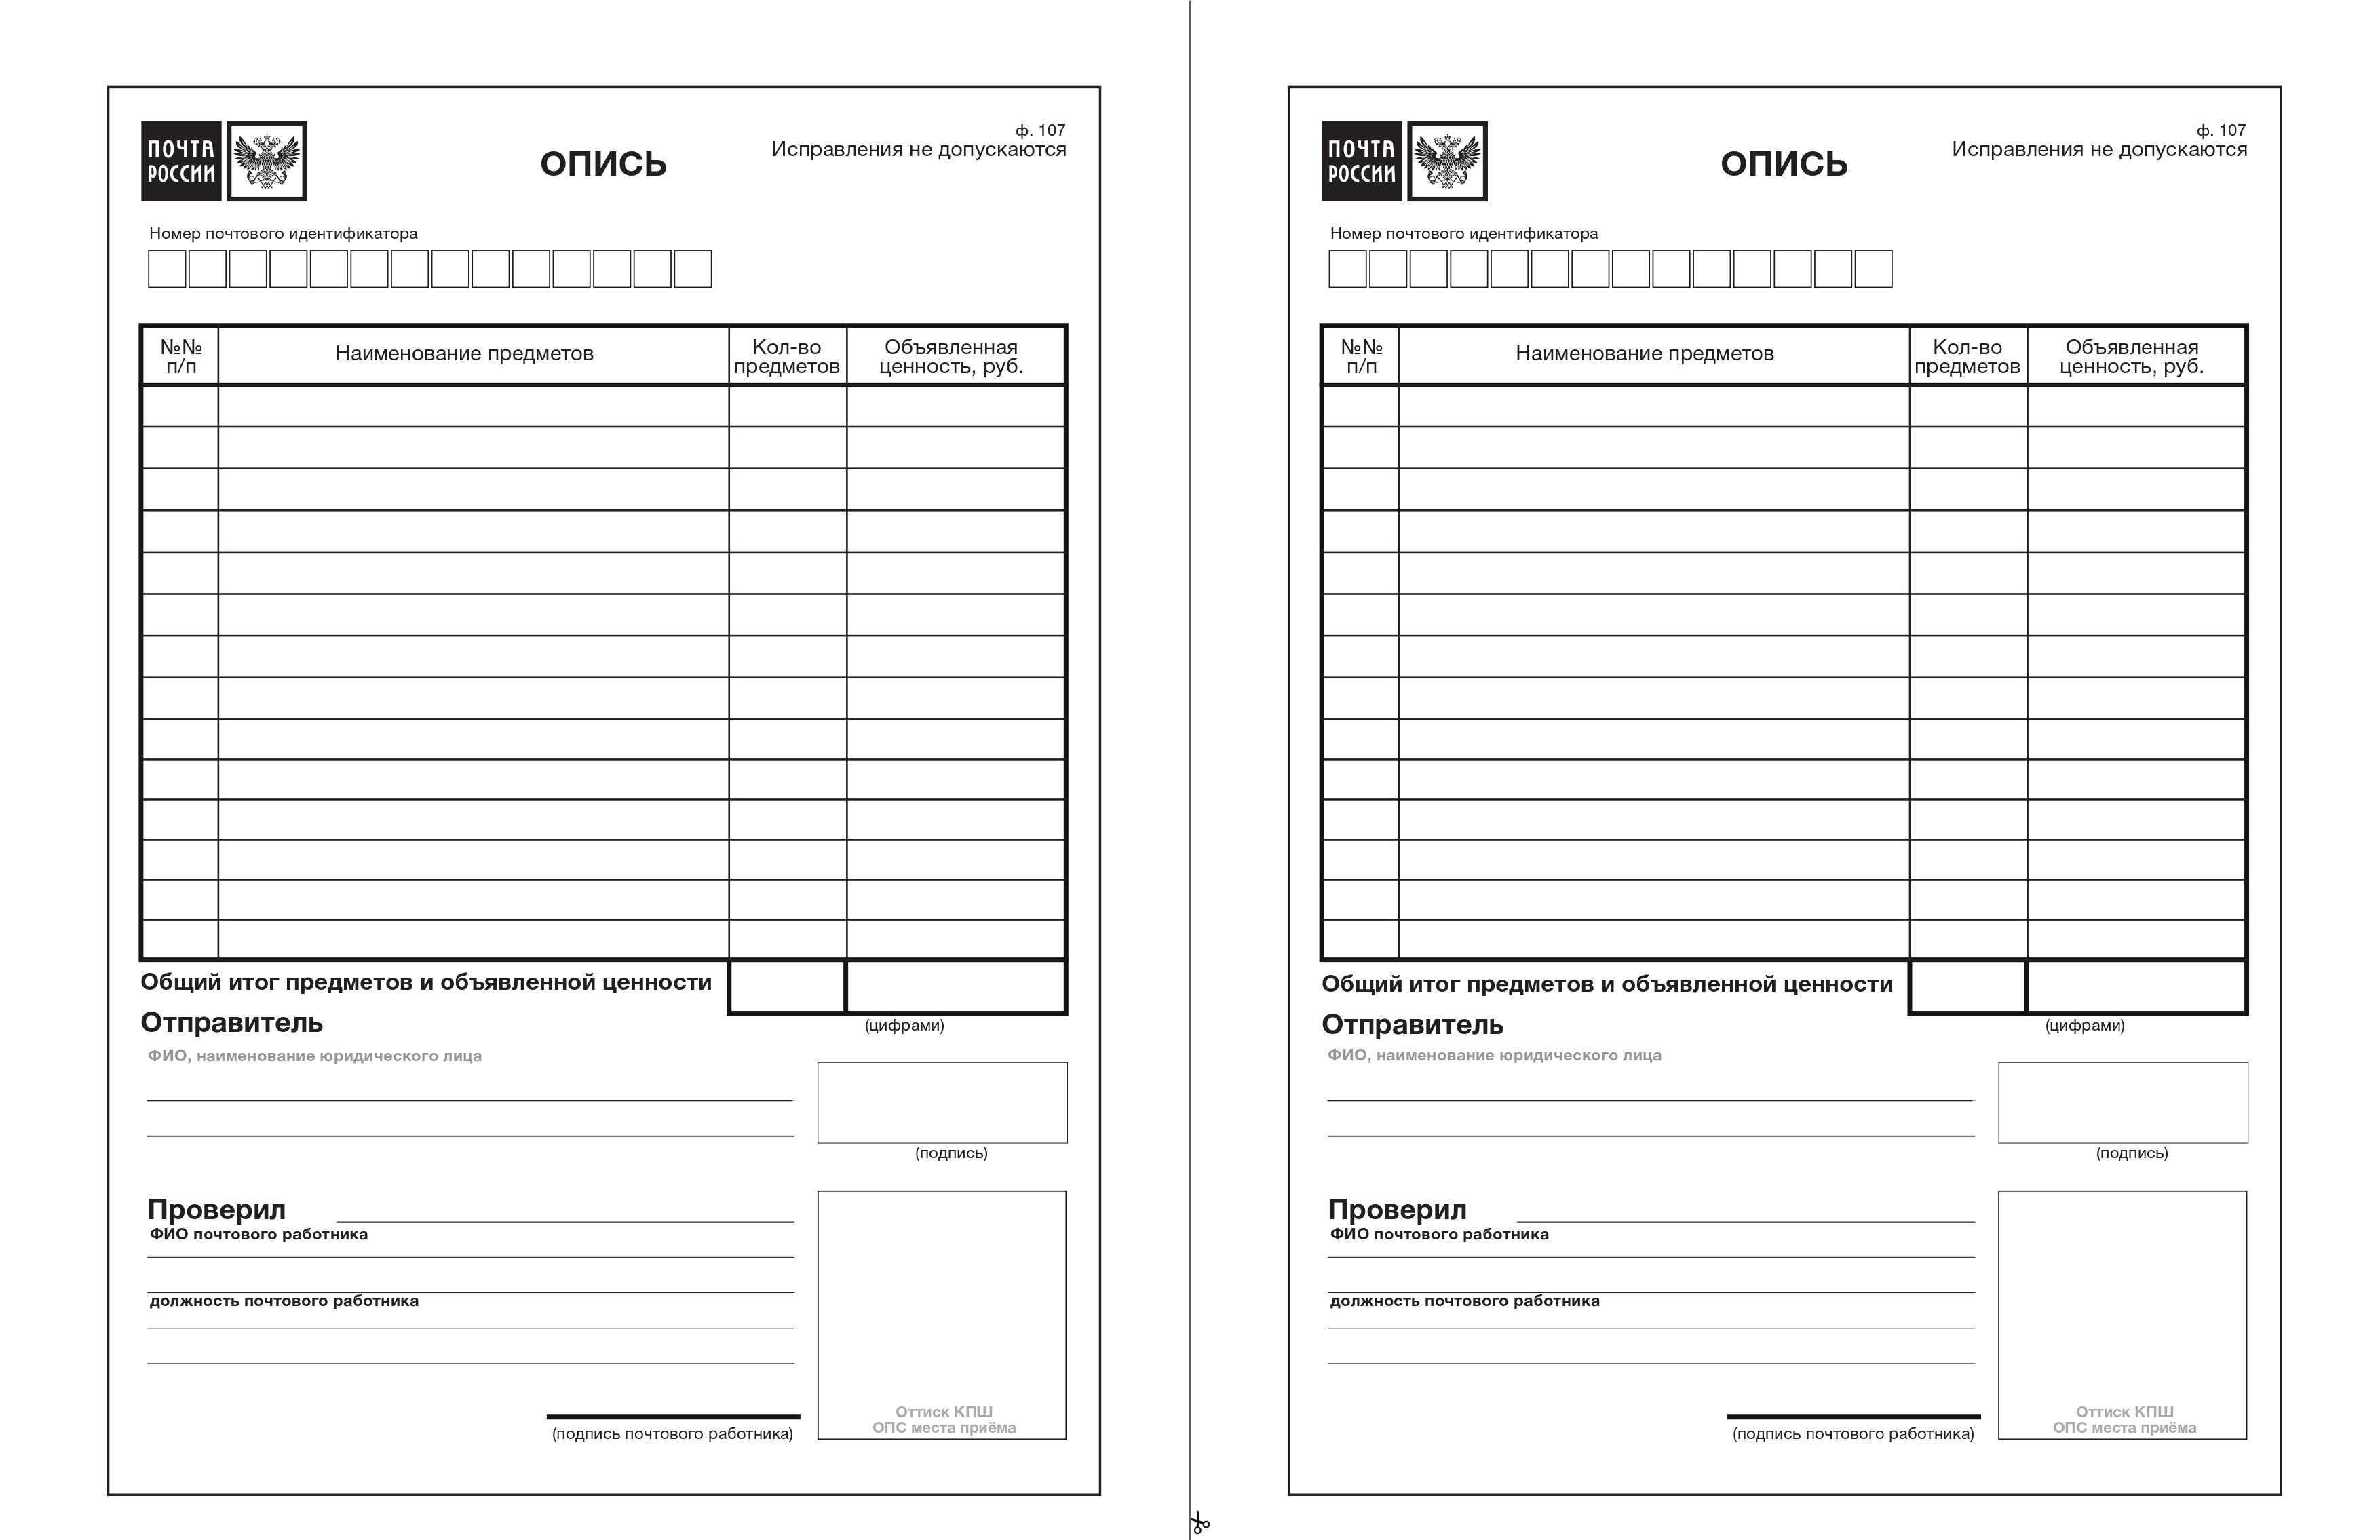 ПОЧТА
РОССИИ
ОПИСЬ
ф. 107
Исправления не допускаются
Номер почтового идентификатора
№№ п/п
Наименование предметов
Кол-во предметов
Объявленная ценность, руб.
Общий итог предметов и объявленной ценности
(цифрами)
Отправитель
ФИО, наименование юридического лица
(подпись)
Проверил
ФИО почтового работника
должность почтового работника
Оттиск КПШ
ОПС места приёма
(подпись почтового работника)
ПОЧТА
РОССИИ
ОПИСЬ
ф. 107
Исправления не допускаются
Номер почтового идентификатора
№№ п/п
Наименование предметов
Кол-во предметов
Объявленная ценность, руб.
Общий итог предметов и объявленной ценности
(цифрами)
Отправитель
ФИО, наименование юридического лица
(подпись)
Проверил
ФИО почтового работника
должность почтового работника
Оттиск КПШ
ОПС места приёма
(подпись почтового работника)